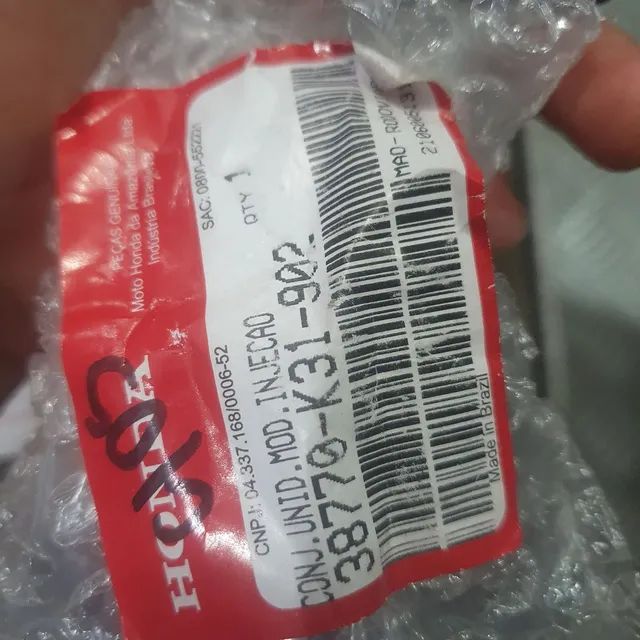 HONDA
PEÇAS GENUÍNAS
Moto Honda da Amazônia Ltda
Indústria Brasileira
SAC: 0800-5522221
QTY 1
CNPJ: 04.337.168/0006-52
CONJ.UNID.MOD.INJECAO
38770-K31-902
Made in Brazil